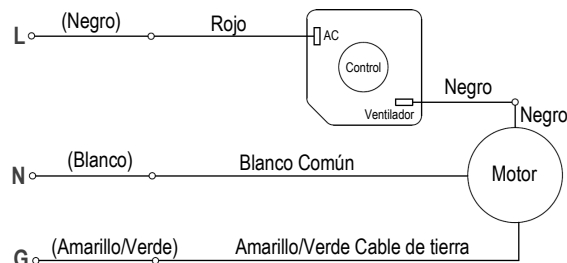 L (Negro) Rojo AC
Control
Ventilador Negro
Negro
N (Blanco) Blanco Común Motor
G (Amarillo/Verde) Amarillo/Verde Cable de tierra